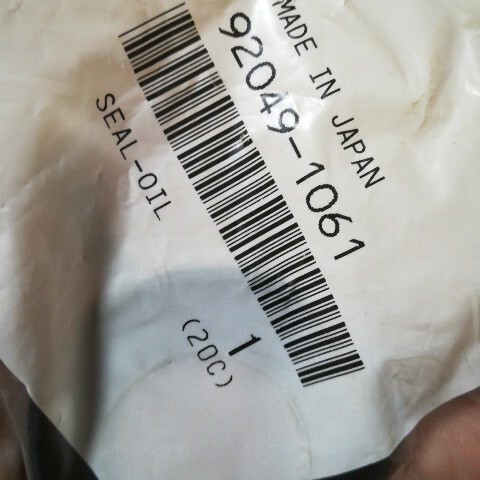 MADE IN JAPAN
92049-1061
SEAL-OIL
1
(20C)